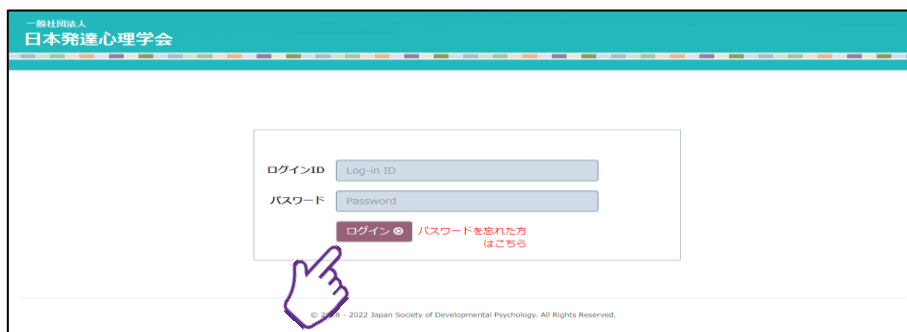 一般社団法人
日本発達心理学会
ログインID
Log-in ID
パスワード
Password
ログイン
パスワードを忘れた方
はこちら
- 2022 Japan Society of Developmental Psychology. All Rights Reserved.